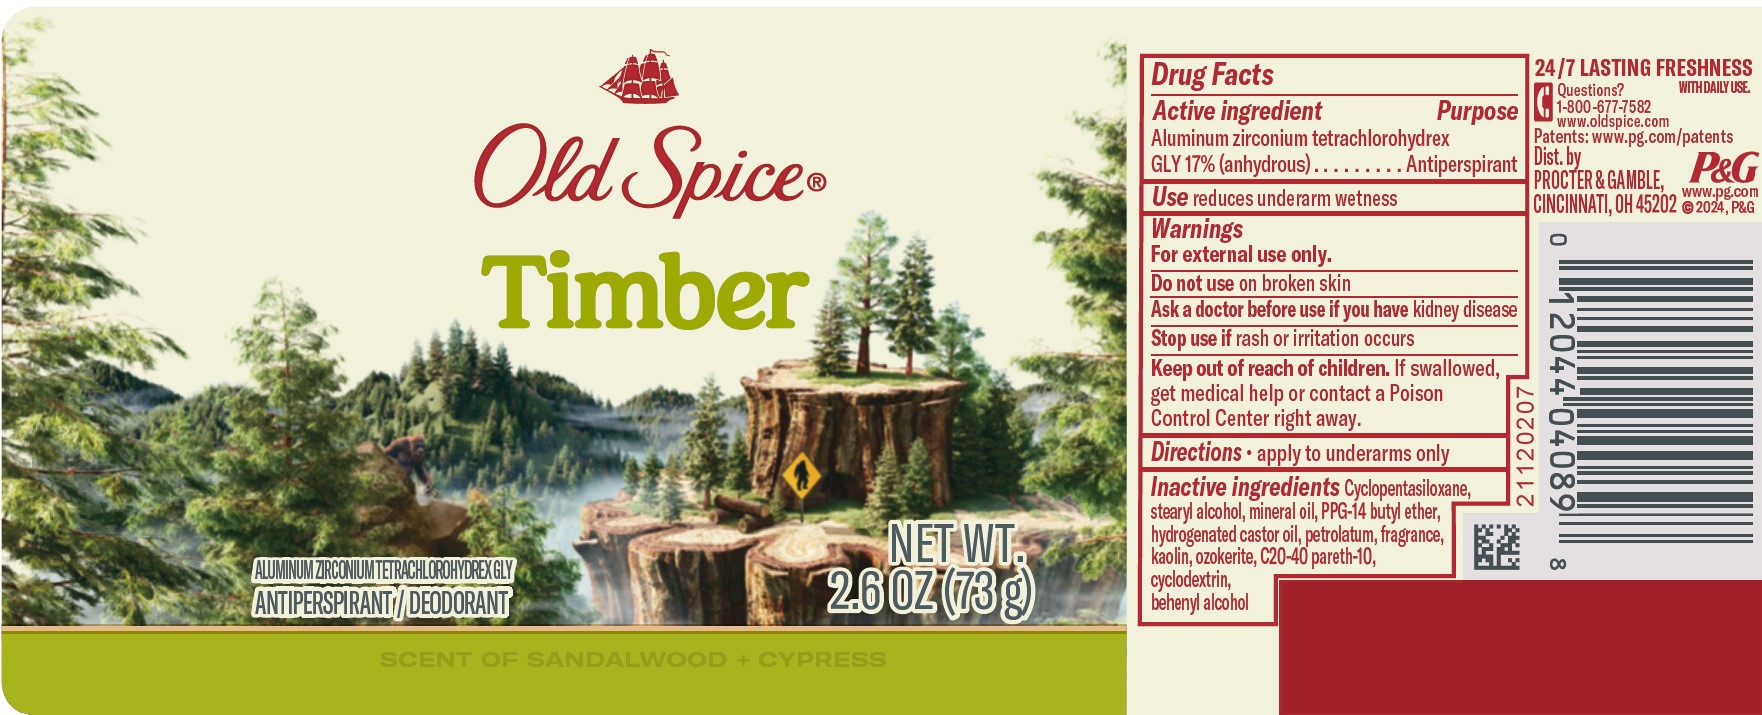 Old Spice®
Timber
ALUMINUM ZIRCONIUM TETRACHLOROHYDREX GLY
ANTIPERSPIRANT / DEODORANT
NET WT.
2.6 OZ (73 g)
SCENT OF SANDALWOOD + CYPRESS
Drug Facts
Active ingredient Purpose
Aluminum zirconium tetrachlorohydrex
GLY 17% (anhydrous) . . . . . . . . . Antiperspirant
Use reduces underarm wetness
Warnings
For external use only.
Do not use on broken skin
Ask a doctor before use if you have kidney disease
Stop use if rash or irritation occurs
Keep out of reach of children. If swallowed,
get medical help or contact a Poison
Control Center right away.
Directions • apply to underarms only
Inactive ingredients Cyclopentasiloxane,
stearyl alcohol, mineral oil, PPG-14 butyl ether,
hydrogenated castor oil, petrolatum, fragrance,
kaolin, ozokerite, C20-40 pareth-10,
cyclodextrin,
behenyl alcohol
21120207
24/7 LASTING FRESHNESS
WITH DAILY USE.
Questions?
1-800-677-7582
www.oldspice.com
Patents: www.pg.com/patents
Dist. by
PROCTER & GAMBLE,
CINCINNATI, OH 45202
P&G
www.pg.com
© 2024, P&G
0 12044 04089 8